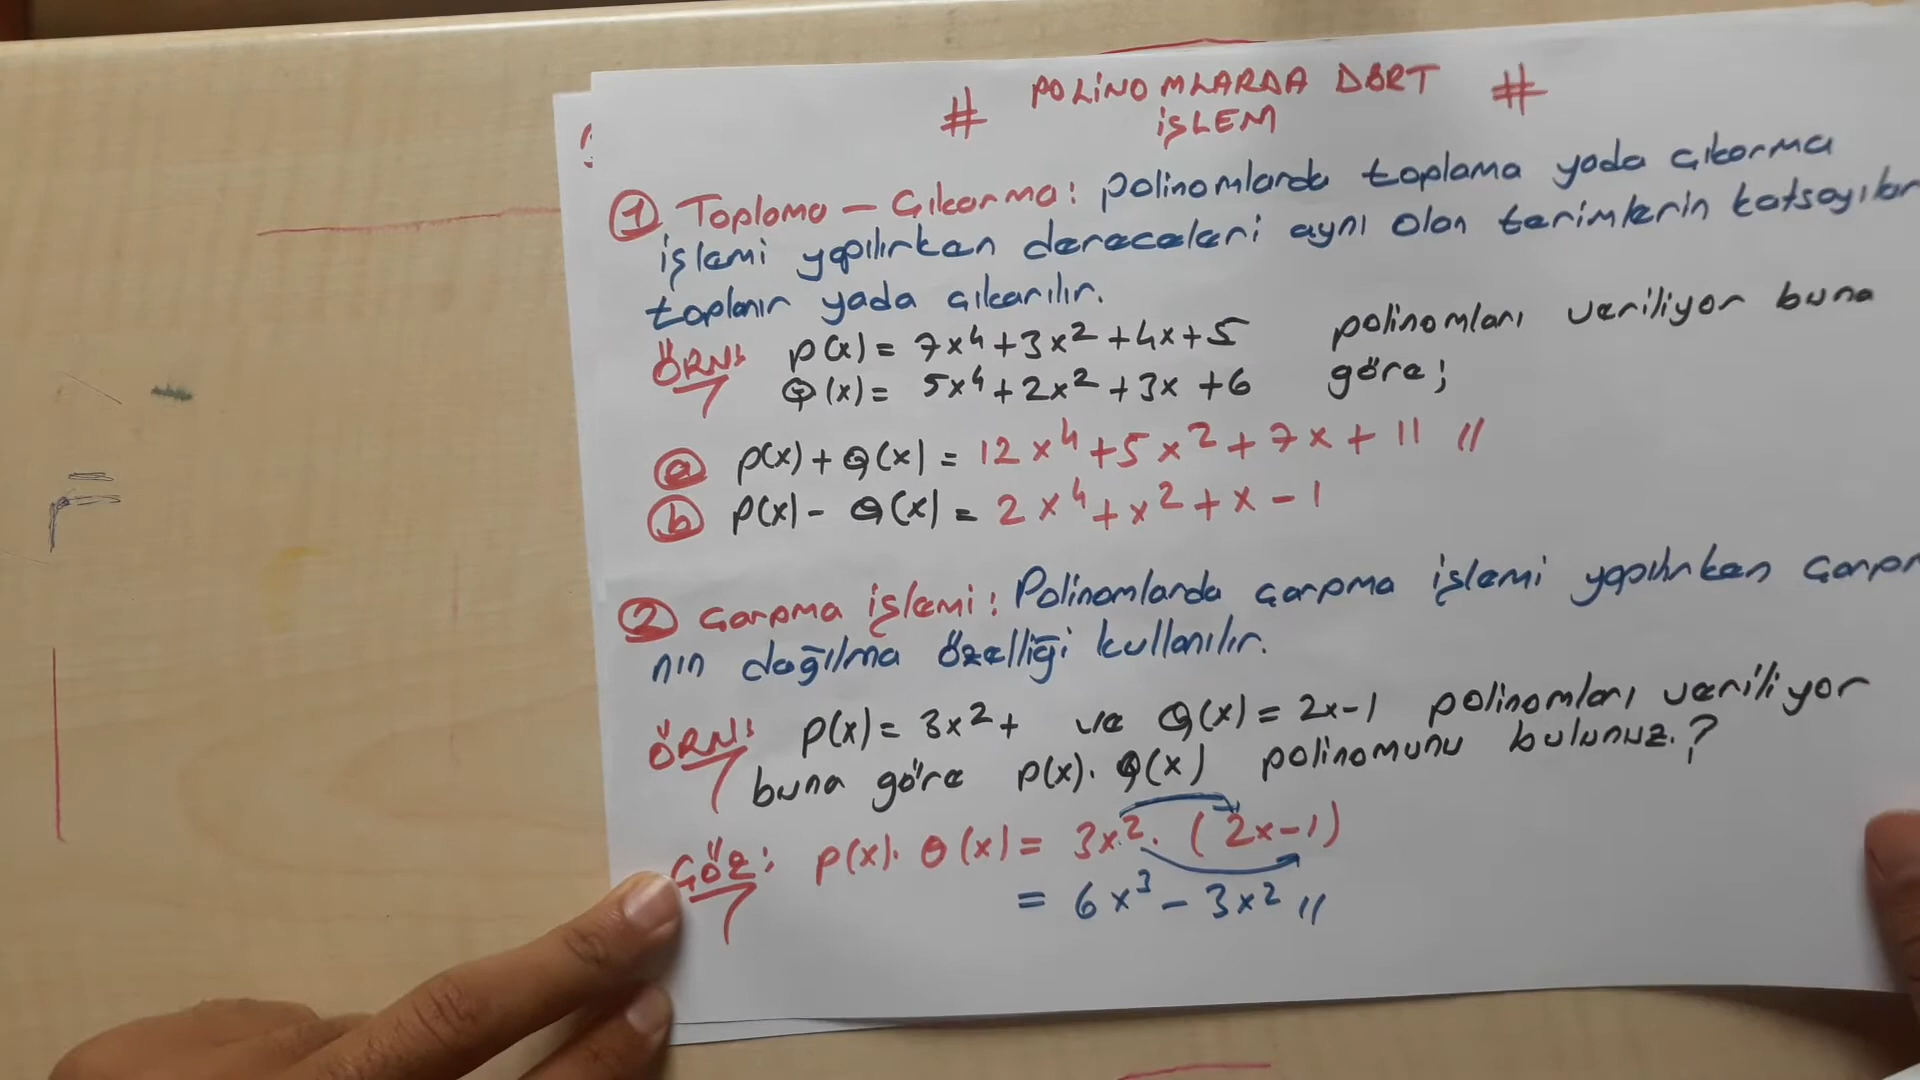 # POLİNOMLARDA DÖRT #
İŞLEM
① Toplama – Çıkarma: polinomlarda toplama yada çıkarma
işlemi yapılırken dereceleri aynı olan terimlerin katsayıları
toplanır yada çıkarılır.
ÖRN: P(x) = 7x⁴+3x²+4x+5 polinomları veriliyor buna
Q(x) = 5x⁴+2x²+3x+6 göre;
ⓐ P(x)+Q(x) = 12x⁴+5x²+7x+11 //
ⓑ P(x)- Q(x) = 2x⁴+x²+x-1
② Çarpma işlemi: Polinomlarda çarpma işlemi yapılırken
nın dağılma özelliği kullanılır.
ÖRN: P(x) = 3x²+ ve Q(x) = 2x-1 polinomları veriliyor
buna göre P(x). Q(x) polinomunu bulunuz.?
ÇÖZ: P(x). Q(x) = 3x². (2x-1)
= 6x³ - 3x² //